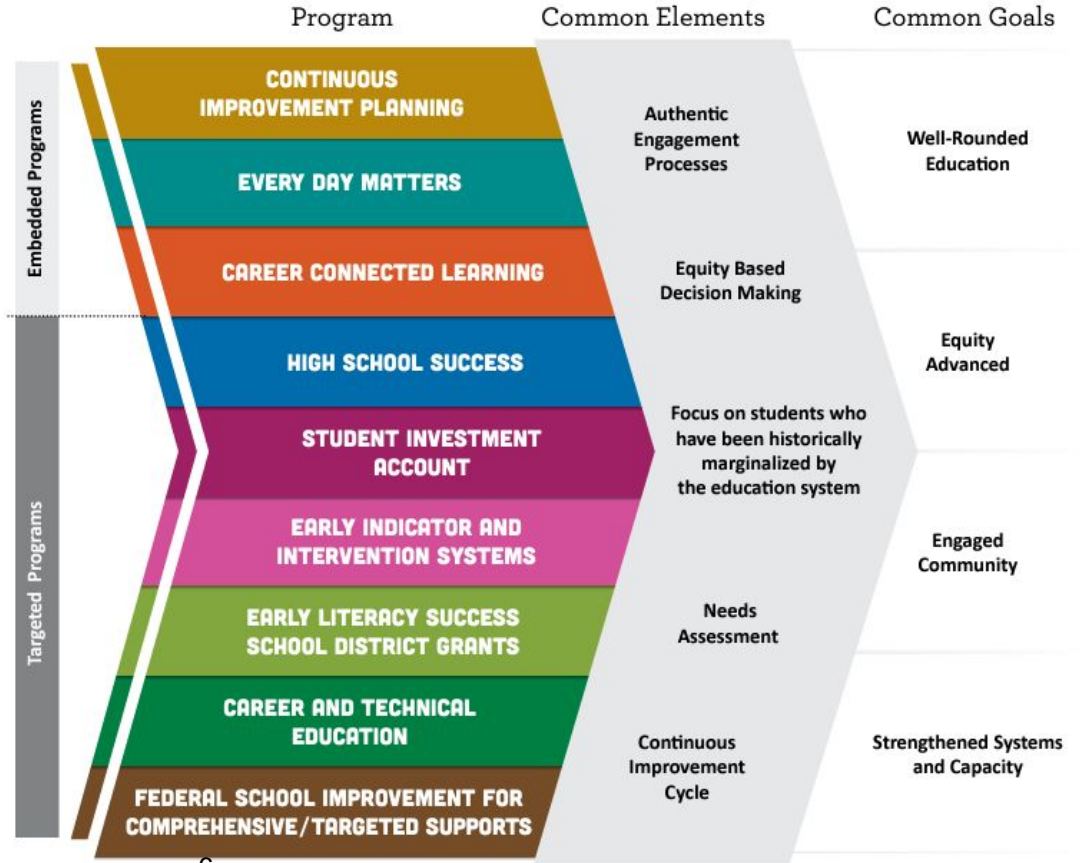 Program
Common Elements
Common Goals
Embedded Programs
Targeted Programs
CONTINUOUS
IMPROVEMENT PLANNING
EVERY DAY MATTERS
CAREER CONNECTED LEARNING
HIGH SCHOOL SUCCESS
STUDENT INVESTMENT
ACCOUNT
EARLY INDICATOR AND
INTERVENTION SYSTEMS
EARLY LITERACY SUCCESS
SCHOOL DISTRICT GRANTS
CAREER AND TECHNICAL
EDUCATION
FEDERAL SCHOOL IMPROVEMENT FOR
COMPREHENSIVE/TARGETED SUPPORTS
Authentic
Engagement
Processes
Equity Based
Decision Making
Focus on students who
have been historically
marginalized by
the education system
Needs
Assessment
Continuous
Improvement
Cycle
Well-Rounded
Education
Equity
Advanced
Engaged
Community
Strengthened Systems
and Capacity